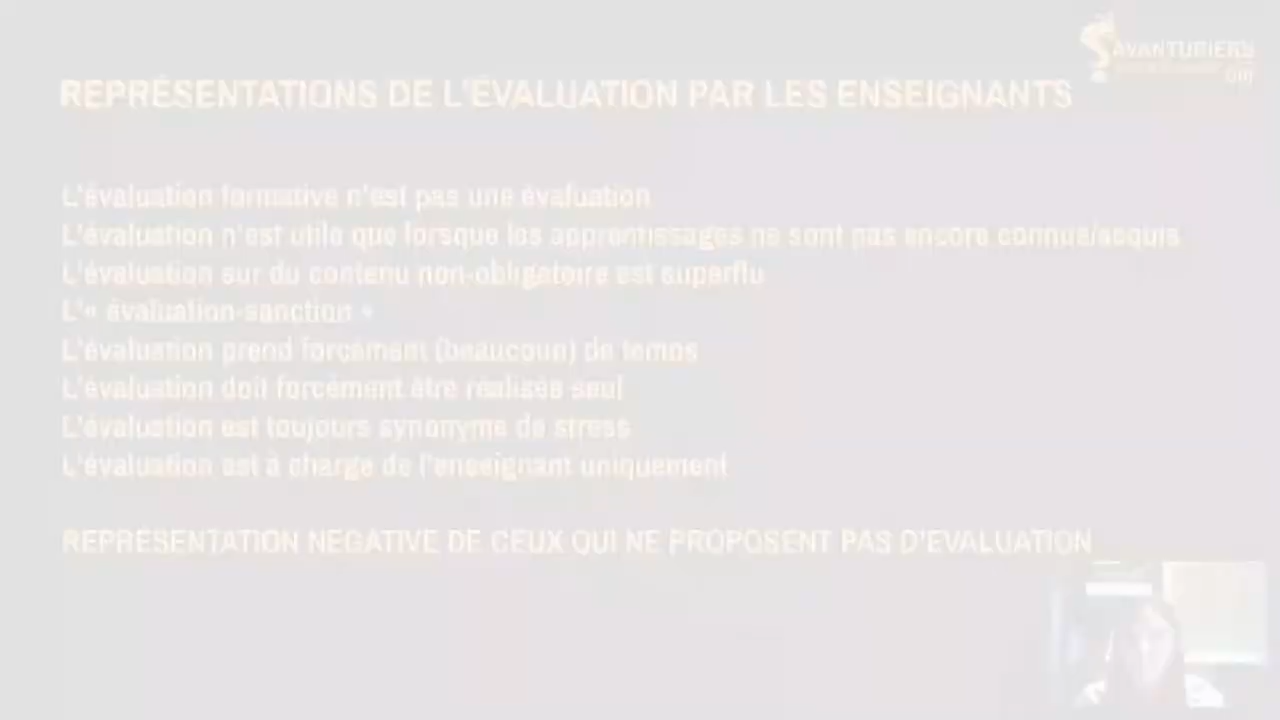 SAVANTURIERS
REPRÉSENTATIONS DE L'ÉVALUATION PAR LES ENSEIGNANTS
L'évaluation formative n'est pas une évaluation
L'évaluation n'est utile que lorsque les apprentissages ne sont pas encore connus/acquis
L'évaluation sur du contenu non-obligatoire est superflu
L'« évaluation-sanction »
L'évaluation prend forcément (beaucoup) de temps
L'évaluation doit forcément être réalisée seul
L'évaluation est toujours synonyme de stress
L'évaluation est à charge de l'enseignant uniquement
REPRÉSENTATION NEGATIVE DE CEUX QUI NE PROPOSENT PAS D'EVALUATION